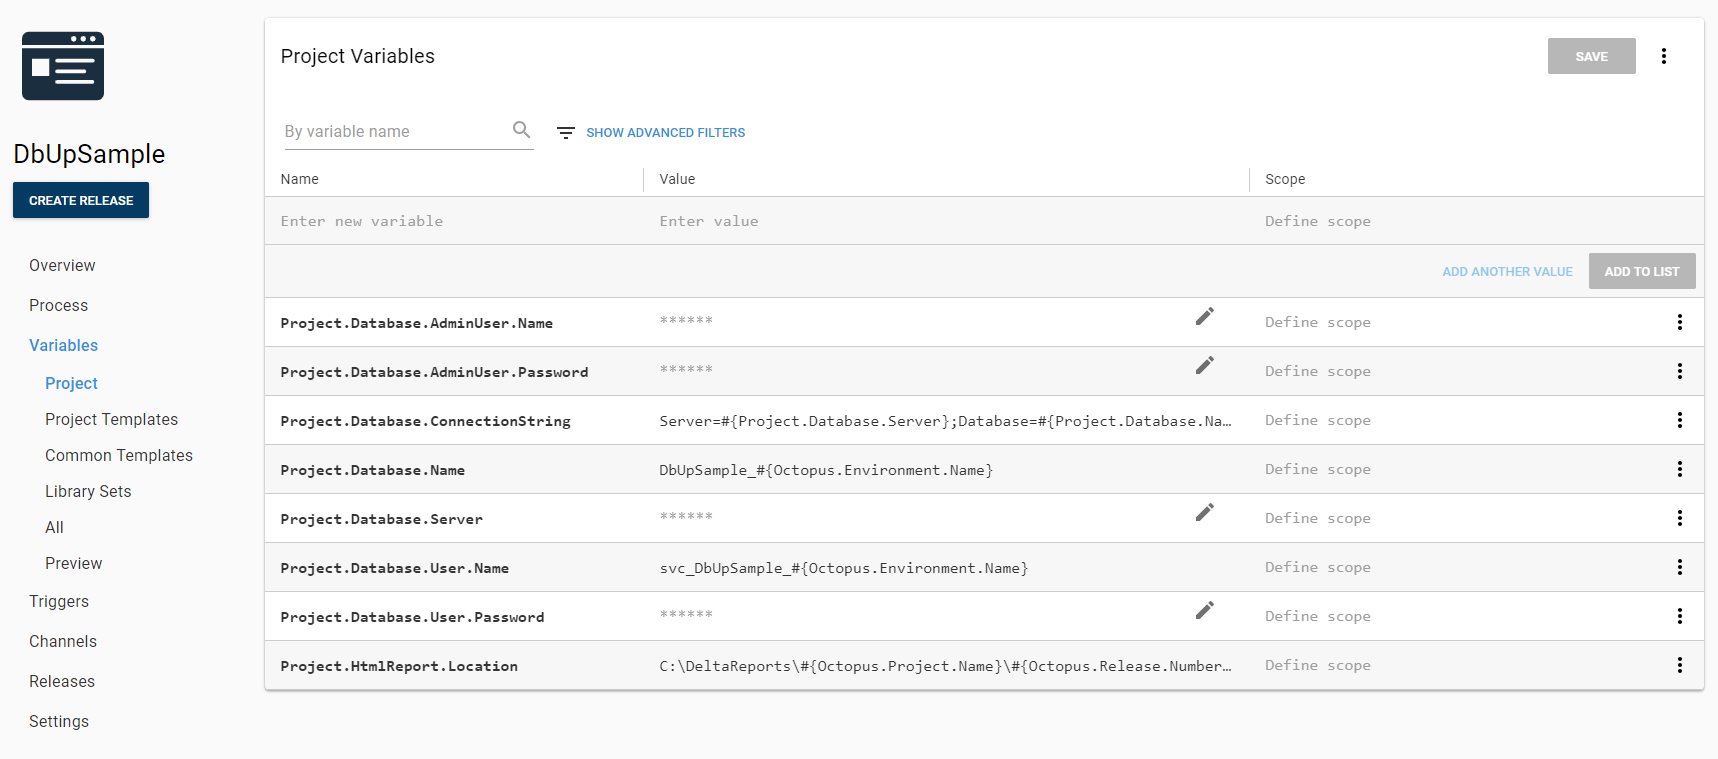 DbUpSample
CREATE RELEASE
Overview
Process
Variables
Project
Project Templates
Common Templates
Library Sets
All
Preview
Triggers
Channels
Releases
Settings
Project Variables
SAVE
By variable name
SHOW ADVANCED FILTERS
Name Value Scope
Enter new variable Enter value Define scope
ADD ANOTHER VALUE ADD TO LIST
Project.Database.AdminUser.Name ****** Define scope
Project.Database.AdminUser.Password ****** Define scope
Project.Database.ConnectionString Server=#{Project.Database.Server};Database=#{Project.Database.Na… Define scope
Project.Database.Name DbUpSample_#{Octopus.Environment.Name} Define scope
Project.Database.Server ****** Define scope
Project.Database.User.Name svc_DbUpSample_#{Octopus.Environment.Name} Define scope
Project.Database.User.Password ****** Define scope
Project.HtmlReport.Location C:\DeltaReports\#{Octopus.Project.Name}\#{Octopus.Release.Number… Define scope